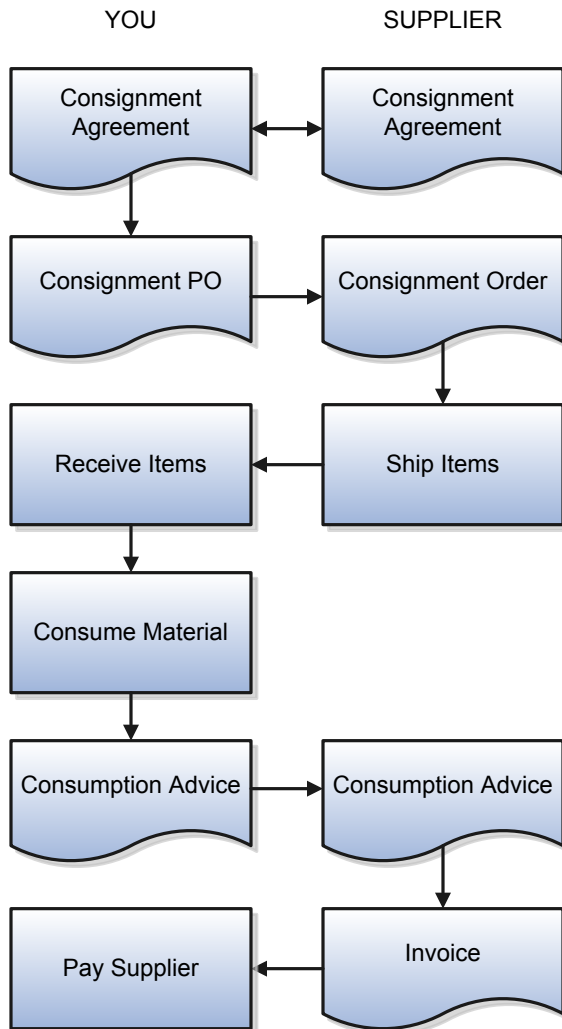 YOU
SUPPLIER
Consignment
Agreement
Consignment
Agreement
Consignment PO
Consignment Order
Receive Items
Ship Items
Consume Material
Consumption Advice
Consumption Advice
Pay Supplier
Invoice